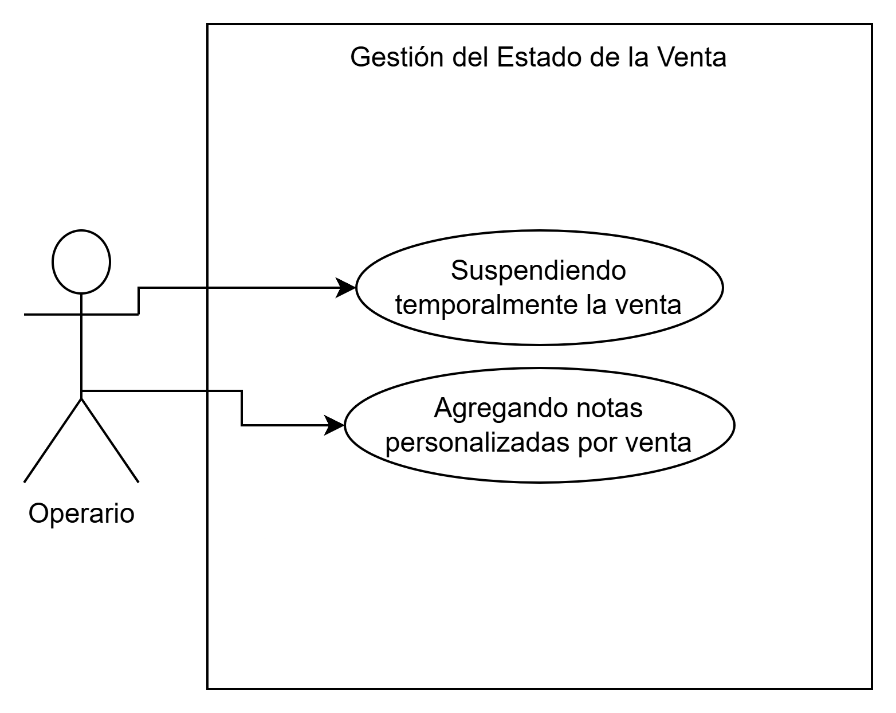 Gestión del Estado de la Venta
Suspendiendo
temporalmente la venta
Agregando notas
personalizadas por venta
Operario